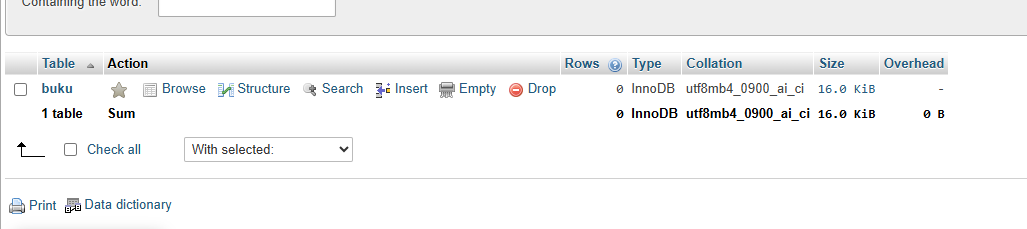 Containing the word:
Table Action Rows Type Collation Size Overhead
buku Browse Structure Search Insert Empty Drop 0 InnoDB utf8mb4_0900_ai_ci 16.0 KiB -
1 table Sum 0 InnoDB utf8mb4_0900_ai_ci 16.0 KiB 0 B
Check all With selected:
Print Data dictionary